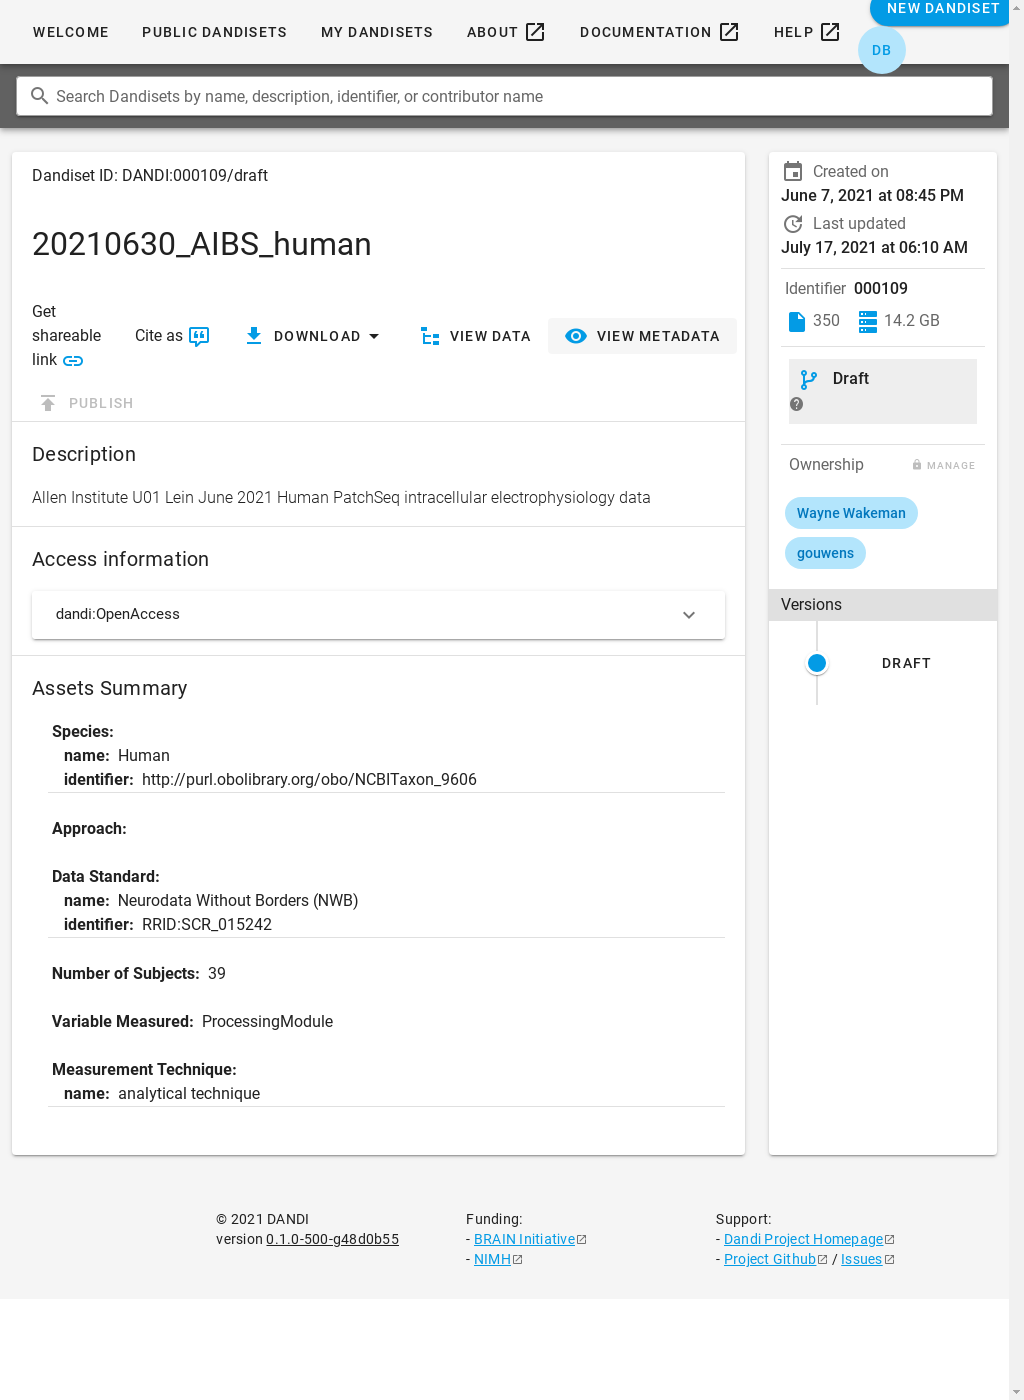 WELCOME PUBLIC DANDISETS MY DANDISETS ABOUT DOCUMENTATION HELP NEW DANDISET
DB
Search Dandisets by name, description, identifier, or contributor name
Dandiset ID: DANDI:000109/draft
20210630_AIBS_human
Get
shareable
link
Cite as
DOWNLOAD
VIEW DATA
VIEW METADATA
PUBLISH
Description
Allen Institute U01 Lein June 2021 Human PatchSeq intracellular electrophysiology data
Access information
dandi:OpenAccess
Assets Summary
Species:
name: Human
identifier: http://purl.obolibrary.org/obo/NCBITaxon_9606
Approach:
Data Standard:
name: Neurodata Without Borders (NWB)
identifier: RRID:SCR_015242
Number of Subjects: 39
Variable Measured: ProcessingModule
Measurement Technique:
name: analytical technique
Created on
June 7, 2021 at 08:45 PM
Last updated
July 17, 2021 at 06:10 AM
Identifier 000109
350 14.2 GB
Draft
Ownership MANAGE
Wayne Wakeman
gouwens
Versions
DRAFT
© 2021 DANDI
version 0.1.0-500-g48d0b55
Funding:
- BRAIN Initiative
- NIMH
Support:
- Dandi Project Homepage
- Project Github / Issues